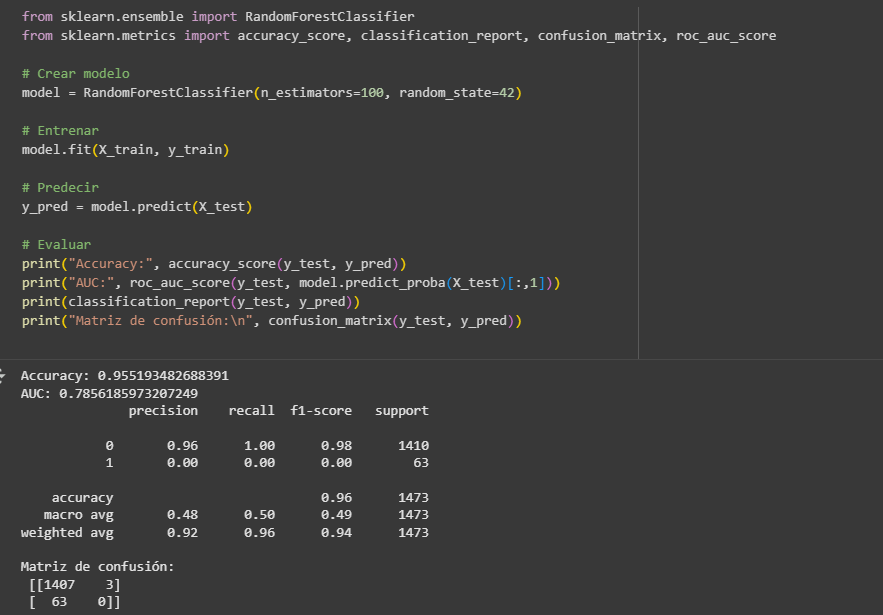 from sklearn.ensemble import RandomForestClassifier
from sklearn.metrics import accuracy_score, classification_report, confusion_matrix, roc_auc_score
# Crear modelo
model = RandomForestClassifier(n_estimators=100, random_state=42)
# Entrenar
model.fit(X_train, y_train)
# Predecir
y_pred = model.predict(X_test)
# Evaluar
print("Accuracy:", accuracy_score(y_test, y_pred))
print("AUC:", roc_auc_score(y_test, model.predict_proba(X_test)[:,1]))
print(classification_report(y_test, y_pred))
print("Matriz de confusión:\n", confusion_matrix(y_test, y_pred))
Accuracy: 0.955193482688391
AUC: 0.7856185973207249
precision recall f1-score support
0 0.96 1.00 0.98 1410
1 0.00 0.00 0.00 63
accuracy 0.96 1473
macro avg 0.48 0.50 0.49 1473
weighted avg 0.92 0.96 0.94 1473
Matriz de confusión:
[[1407 3]
[ 63 0]]